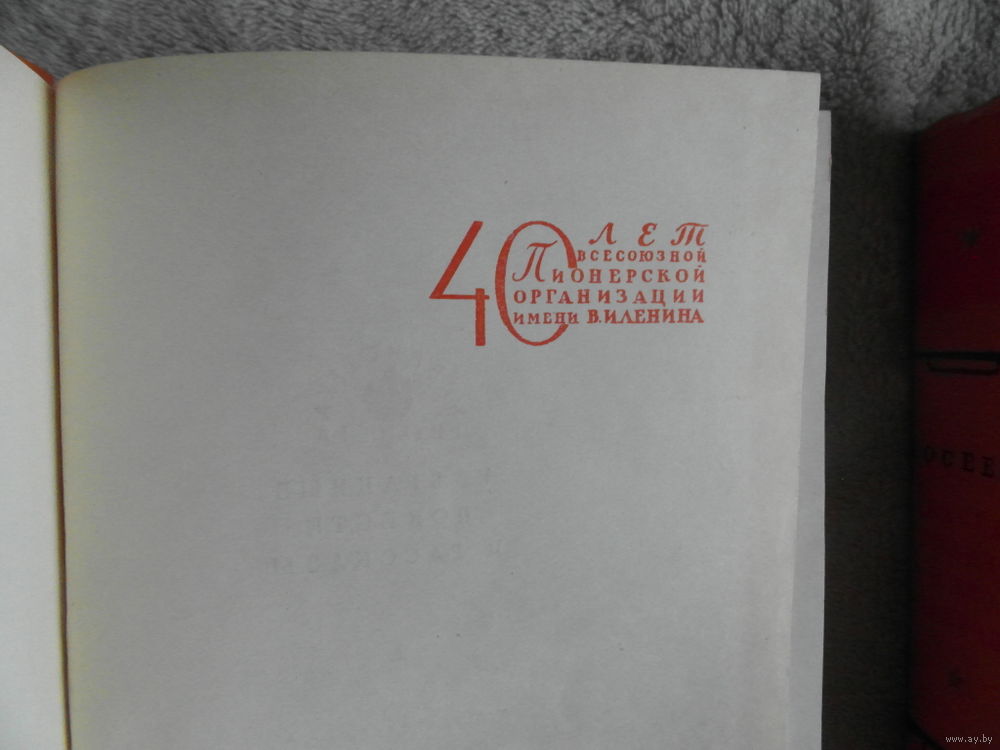 40 ЛЕТ
ВСЕСОЮЗНОЙ
ПИОНЕРСКОЙ
ОРГАНИЗАЦИИ
ИМЕНИ В.И.ЛЕНИНА
www.ay.by